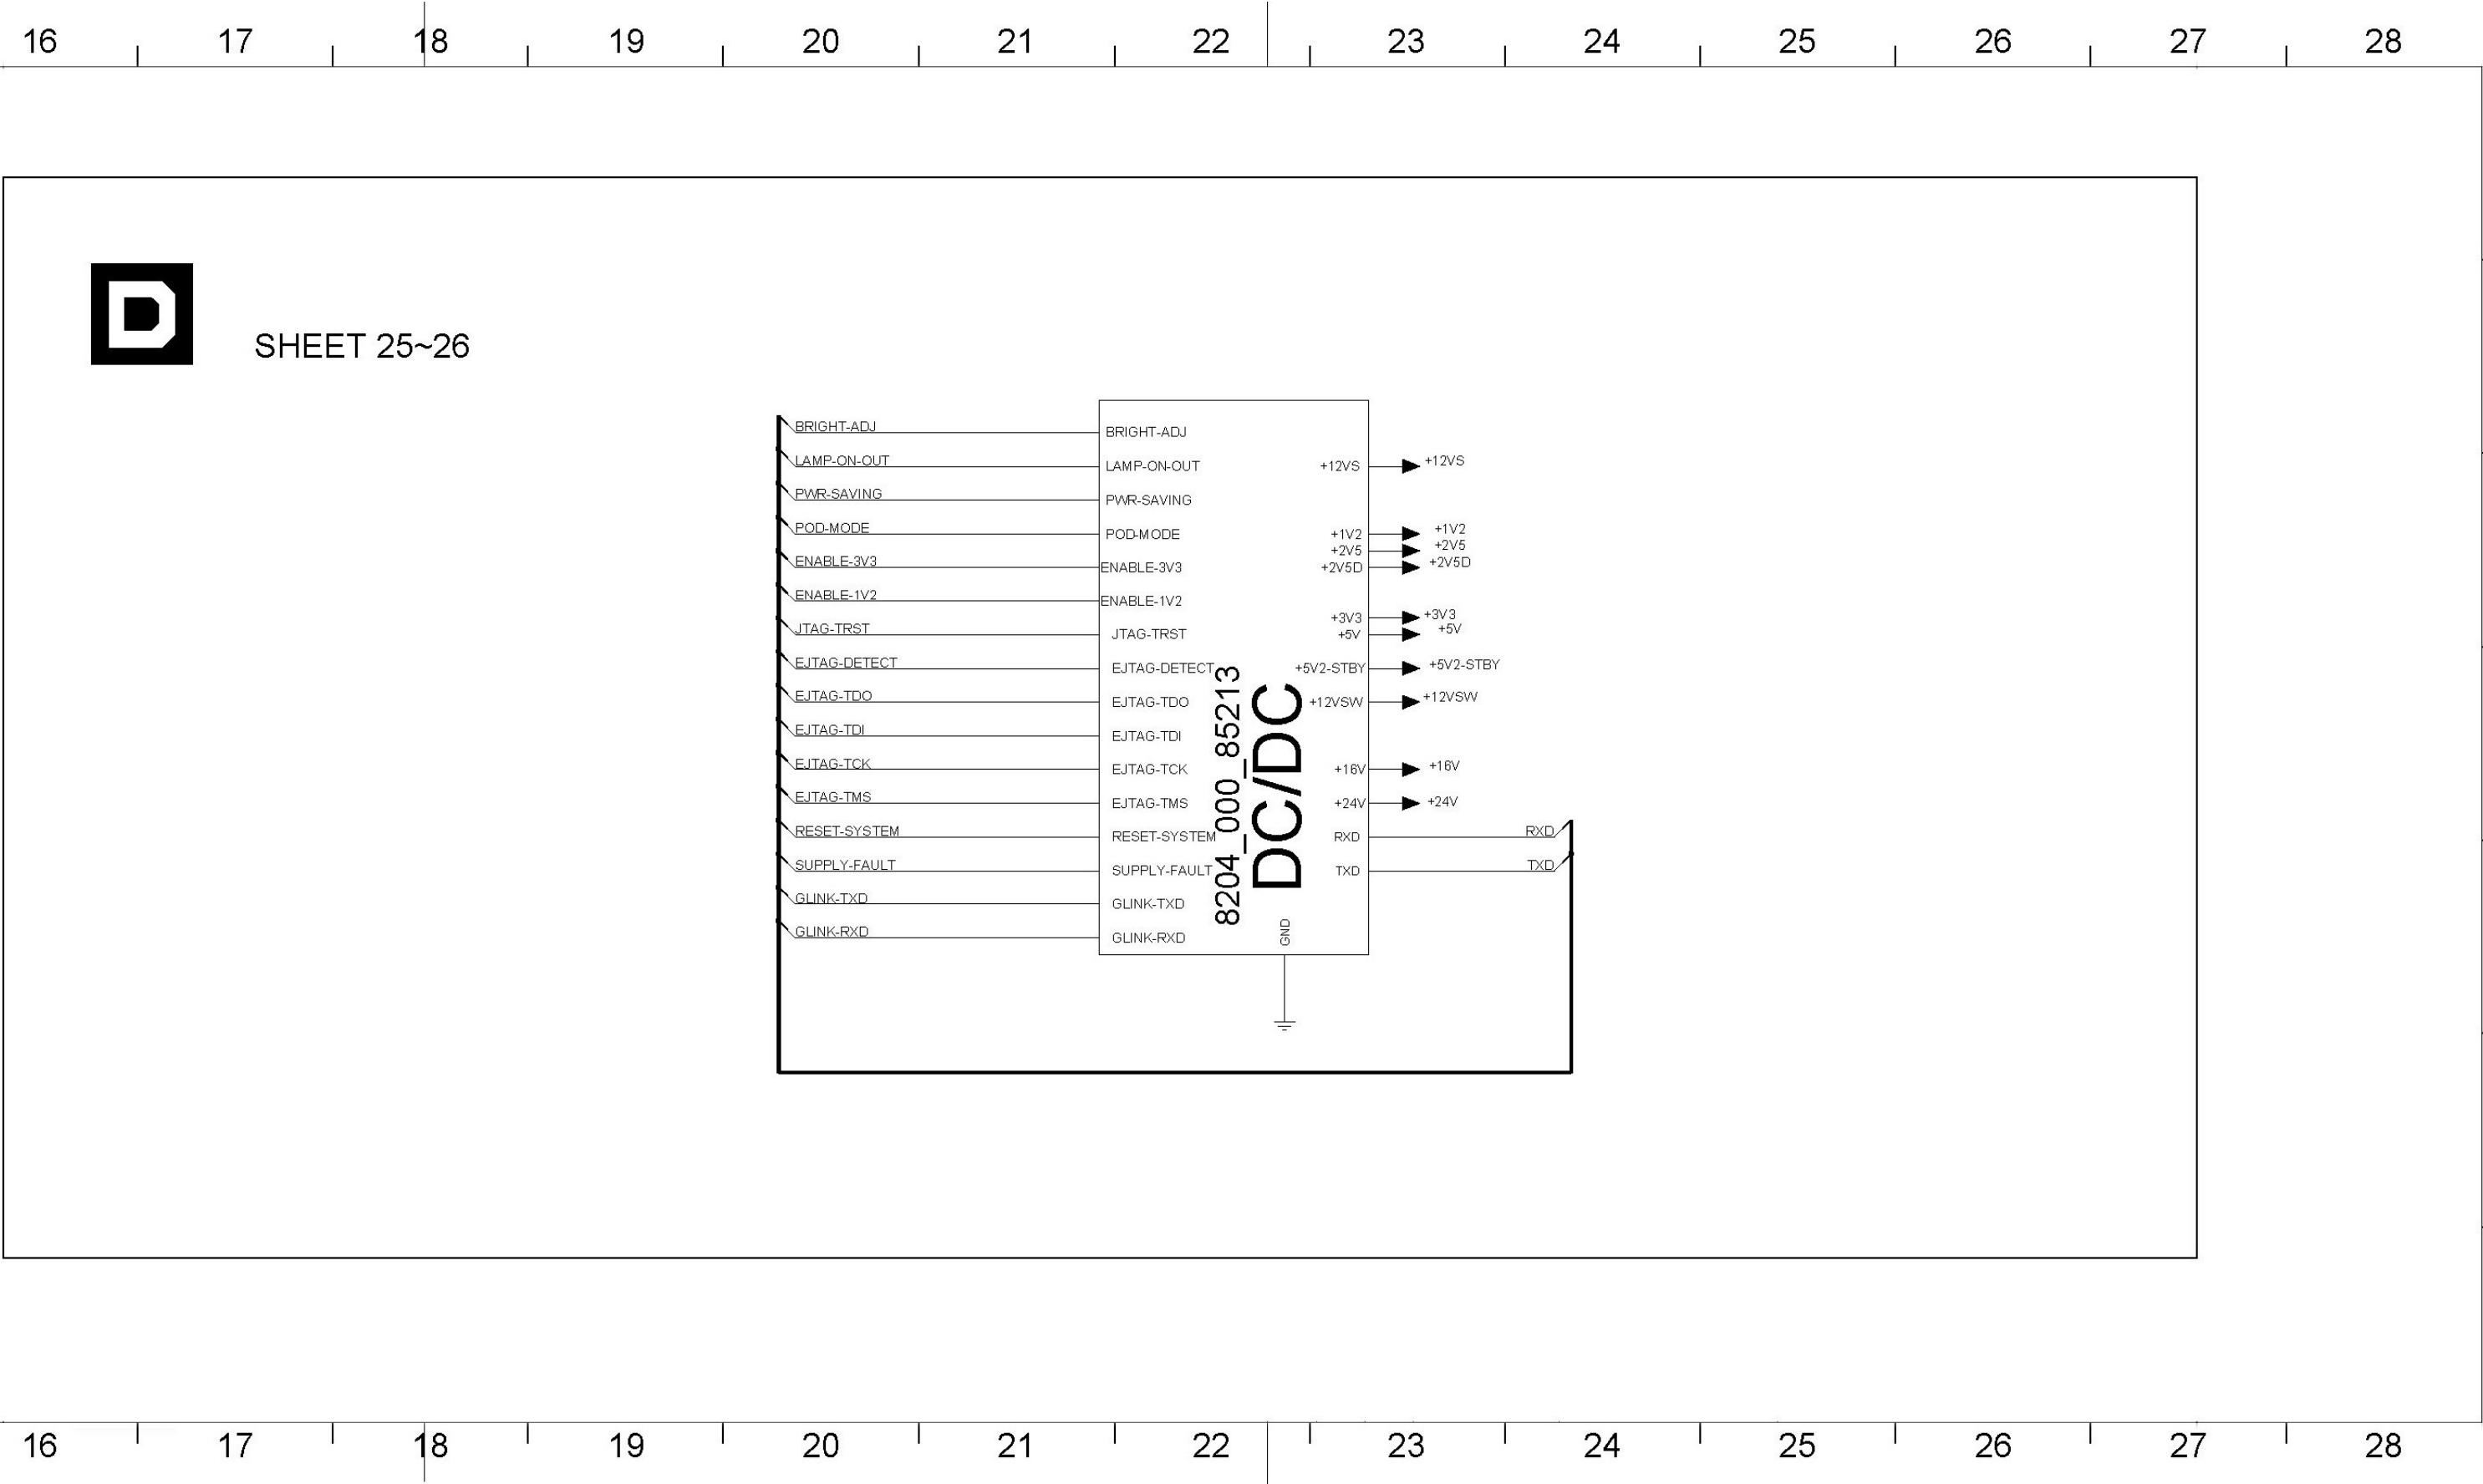 16 17 18 19 20 21 22 23 24 25 26 27 28
D
SHEET 25~26
BRIGHT-ADJ
LAMP-ON-OUT
PWR-SAVING
POD-MODE
ENABLE-3V3
ENABLE-1V2
JTAG-TRST
EJTAG-DETECT
EJTAG-TDO
EJTAG-TDI
EJTAG-TCK
EJTAG-TMS
RESET-SYSTEM
SUPPLY-FAULT
GLINK-TXD
GLINK-RXD
BRIGHT-ADJ
LAMP-ON-OUT
PWR-SAVING
POD-MODE
ENABLE-3V3
ENABLE-1V2
JTAG-TRST
EJTAG-DETECT
EJTAG-TDO
EJTAG-TDI
EJTAG-TCK
EJTAG-TMS
RESET-SYSTEM
SUPPLY-FAULT
GLINK-TXD
GLINK-RXD
8204_000_85213
DC/DC
GND
+12VS
+1V2
+2V5
+2V5D
+3V3
+5V
+5V2-STBY
+12VSW
+16V
+24V
RXD
TXD
+12VS
+1V2
+2V5
+2V5D
+3V3
+5V
+5V2-STBY
+12VSW
+16V
+24V
RXD
TXD
16 17 18 19 20 21 22 23 24 25 26 27 28